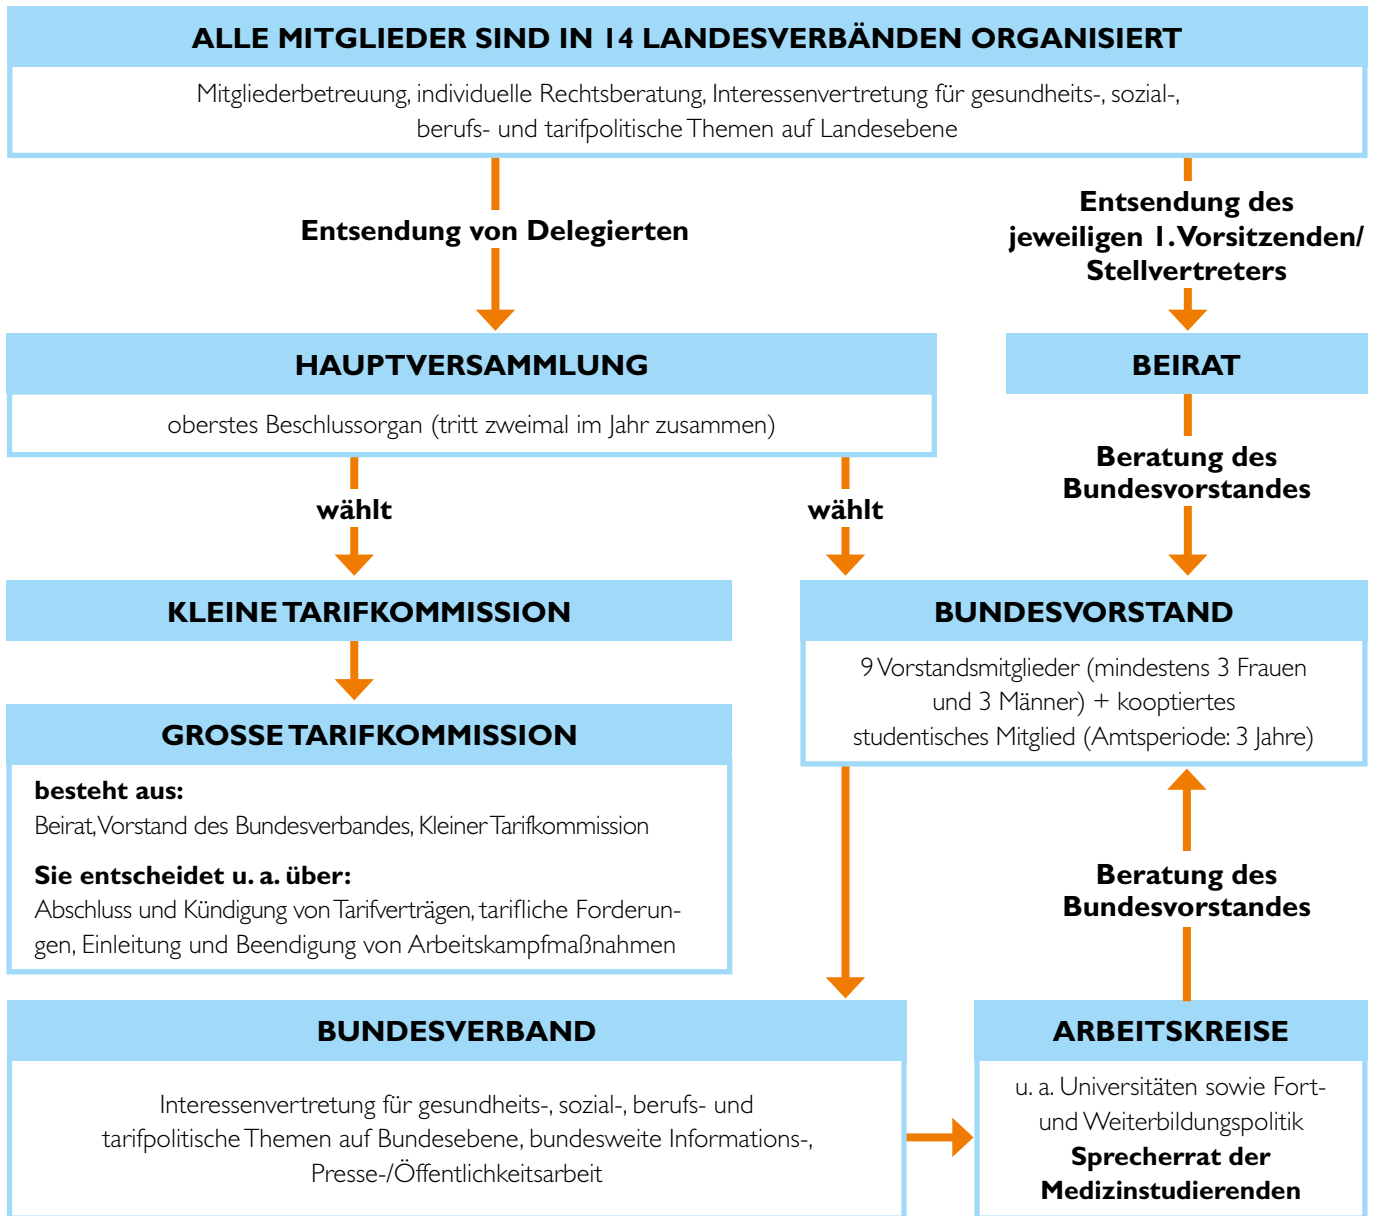 ALLE MITGLIEDER SIND IN 14 LANDESVERBÄNDEN ORGANISIERT
Mitgliederbetreuung, individuelle Rechtsberatung, Interessenvertretung für gesundheits-, sozial-,
berufs- und tarifpolitische Themen auf Landesebene
Entsendung von Delegierten
Entsendung des
jeweiligen 1. Vorsitzenden/
Stellvertreters
HAUPTVERSAMMLUNG
oberstes Beschlussorgan (tritt zweimal im Jahr zusammen)
BEIRAT
wählt
wählt
Beratung des
Bundesvorstandes
KLEINE TARIFKOMMISSION
BUNDESVORSTAND
9 Vorstandsmitglieder (mindestens 3 Frauen
und 3 Männer) + kooptiertes
studentisches Mitglied (Amtsperiode: 3 Jahre)
GROSSE TARIFKOMMISSION
besteht aus:
Beirat, Vorstand des Bundesverbandes, Kleiner Tarifkommission
Sie entscheidet u. a. über:
Abschluss und Kündigung von Tarifverträgen, tarifliche Forderun-
gen, Einleitung und Beendigung von Arbeitskampfmaßnahmen
Beratung des
Bundesvorstandes
BUNDESVERBAND
Interessenvertretung für gesundheits-, sozial-, berufs- und
tarifpolitische Themen auf Bundesebene, bundesweite Informations-,
Presse-/Öffentlichkeitsarbeit
ARBEITSKREISE
u. a. Universitäten sowie Fort-
und Weiterbildungspolitik
Sprecherrat der
Medizinstudierenden